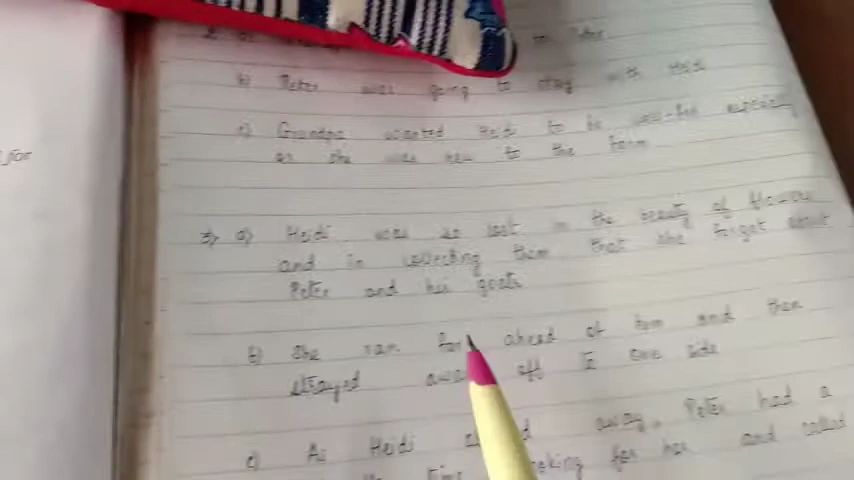 for
b) Peter was going to stay with Heidi
c) Grandpa wanted Heidi to be well-fed especially
as she was new to the farm
3) a) Heidi was so lost in the beauty of flowers
and in collecting them that she forgot about
Peter and his goats
b) She ran far ahead of him and then
strayed away off to one side
c) As Heidi away, Peter had a
time looking for her and called